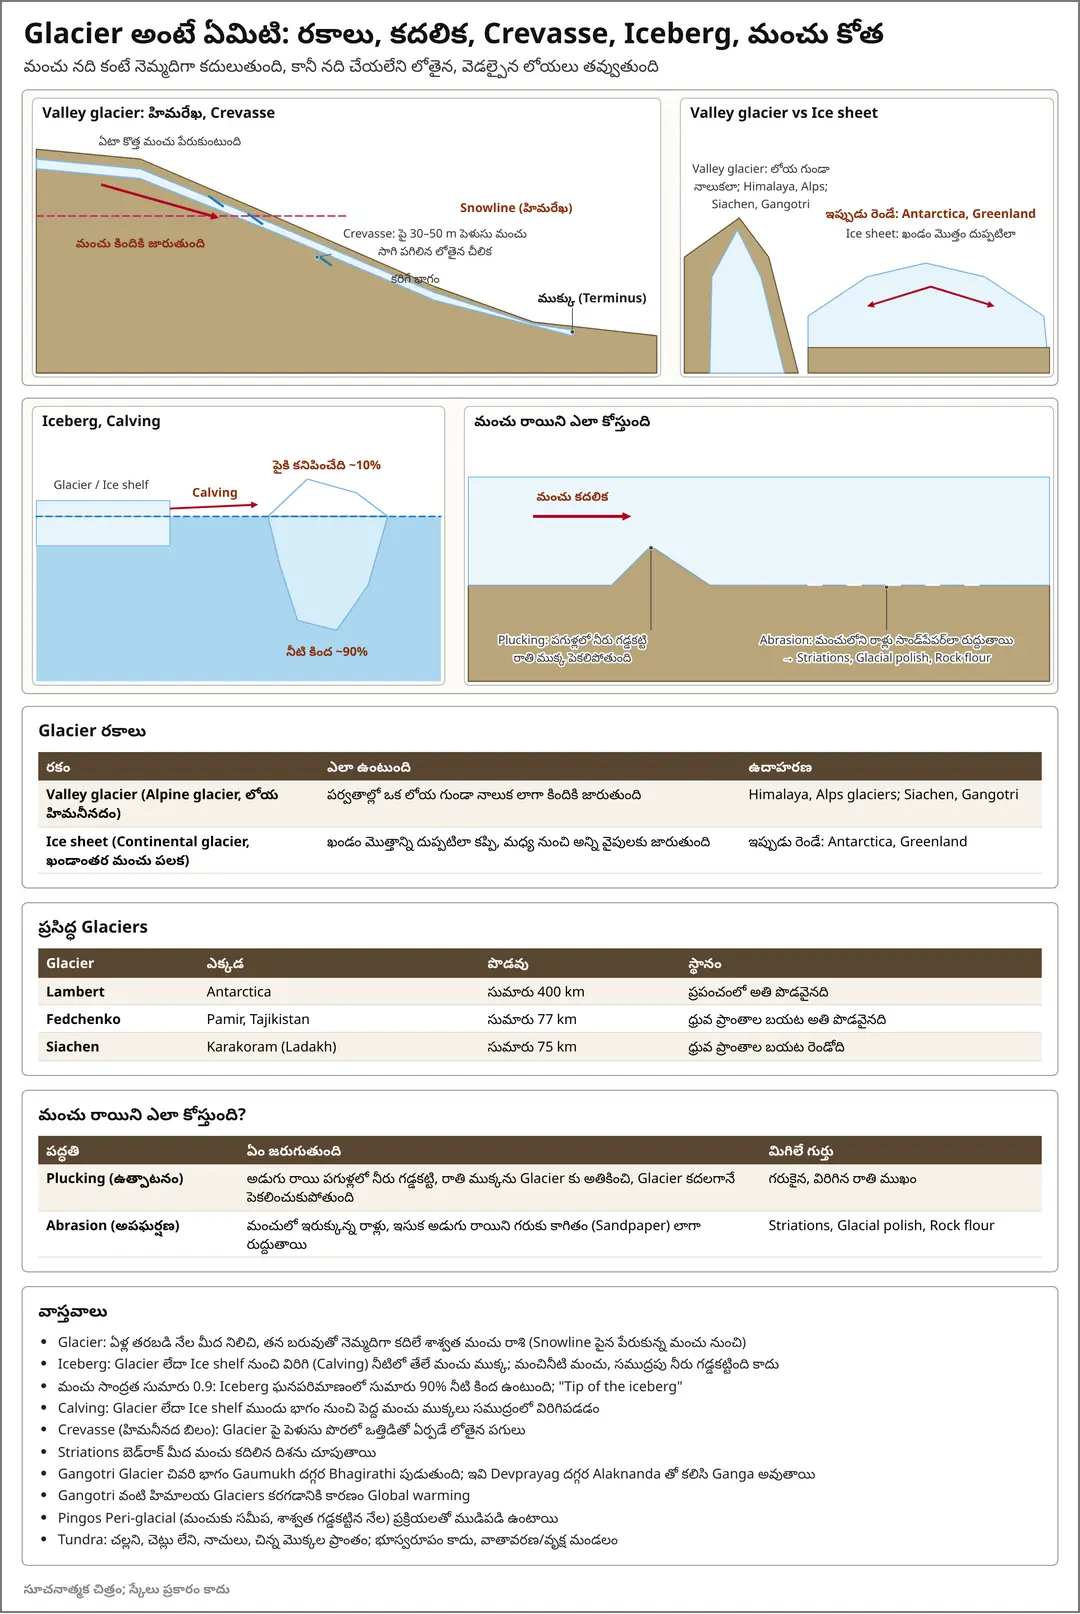 Glacier అంటే ఏమిటి: రకాలు, కదలిక, Crevasse, Iceberg, మంచు కోత
మంచు నది కంటే నెమ్మదిగా కదులుతుంది, కానీ నది చేయలేని లోతైన, వెడల్పైన లోయలు తవ్వుతుంది
Valley glacier: హిమరేఖ, Crevasse
ఏటా కొత్త మంచు పేరుకుంటుంది
Snowline (హిమరేఖ)
Crevasse: పై 30–50 m పెళుసు మంచు
సాగి పగిలిన లోతైన చీలిక
మంచు కిందికి జారుతుంది
కరిగే భాగం
ముక్కు (Terminus)
Valley glacier vs Ice sheet
Valley glacier: లోయ గుండా
నాలుకలా; Himalaya, Alps;
Siachen, Gangotri
ఇప్పుడు రెండే: Antarctica, Greenland
Ice sheet: ఖండం మొత్తం దుప్పటిలా
Iceberg, Calving
పైకి కనిపించేది ~10%
Glacier / Ice shelf
Calving
నీటి కింద ~90%
మంచు రాయిని ఎలా కోస్తుంది
మంచు కదలిక
Plucking: పగుళ్లలో నీరు గడ్డకట్టి
రాతి ముక్క పెకలిపోతుంది
Abrasion: మంచులోని రాళ్లు సాండ్‌పేపర్‌లా రుద్దుతాయి
→ Striations, Glacial polish, Rock flour
Glacier రకాలు
రకం ఎలా ఉంటుంది ఉదాహరణ
Valley glacier (Alpine glacier, లోయ
హిమనీనదం) పర్వతాల్లో ఒక లోయ గుండా నాలుక లాగా కిందికి జారుతుంది Himalaya, Alps glaciers; Siachen, Gangotri
Ice sheet (Continental glacier,
ఖండాంతర మంచు పలక) ఖండం మొత్తాన్ని దుప్పటిలా కప్పి, మధ్య నుంచి అన్ని వైపులకు జారుతుంది ఇప్పుడు రెండే: Antarctica, Greenland
ప్రసిద్ధ Glaciers
Glacier ఎక్కడ పొడవు స్థానం
Lambert Antarctica సుమారు 400 km ప్రపంచంలో అతి పొడవైనది
Fedchenko Pamir, Tajikistan సుమారు 77 km ధ్రువ ప్రాంతాల బయట అతి పొడవైనది
Siachen Karakoram (Ladakh) సుమారు 75 km ధ్రువ ప్రాంతాల బయట రెండోది
మంచు రాయిని ఎలా కోస్తుంది?
పద్ధతి ఏం జరుగుతుంది మిగిలే గుర్తు
Plucking (ఉత్పాటనం) అడుగు రాయి పగుళ్లలో నీరు గడ్డకట్టి, రాతి ముక్కను Glacier కు అతికించి, Glacier కదలగానే
పెకలించుకుపోతుంది గరుకైన, విరిగిన రాతి ముఖం
Abrasion (అపఘర్షణ) మంచులో ఇరుక్కున్న రాళ్లు, ఇసుక అడుగు రాయిని గరుకు కాగితం (Sandpaper) లాగా
రుద్దుతాయి Striations, Glacial polish, Rock flour
వాస్తవాలు
• Glacier: ఏళ్ల తరబడి నేల మీద నిలిచి, తన బరువుతో నెమ్మదిగా కదిలే శాశ్వత మంచు రాశి (Snowline పైన పేరుకున్న మంచు నుంచి)
• Iceberg: Glacier లేదా Ice shelf నుంచి విరిగి (Calving) నీటిలో తేలే మంచు ముక్క; మంచినీటి మంచు, సముద్రపు నీరు గడ్డకట్టింది కాదు
• మంచు సాంద్రత సుమారు 0.9: Iceberg ఘనపరిమాణంలో సుమారు 90% నీటి కింద ఉంటుంది; "Tip of the iceberg"
• Calving: Glacier లేదా Ice shelf ముందు భాగం నుంచి పెద్ద మంచు ముక్కలు సముద్రంలో విరిగిపడడం
• Crevasse (హిమనీనద బిలం): Glacier పై పెళుసు పొరలో ఒత్తిడితో ఏర్పడే లోతైన పగులు
• Striations బెడ్‌రాక్ మీద మంచు కదిలిన దిశను చూపుతాయి
• Gangotri Glacier చివరి భాగం Gaumukh దగ్గర Bhagirathi పుడుతుంది; ఇవి Devprayag దగ్గర Alaknanda తో కలిసి Ganga అవుతాయి
• Gangotri వంటి హిమాలయ Glaciers కరగడానికి కారణం Global warming
• Pingos Peri-glacial (మంచుకు సమీప, శాశ్వత గడ్డకట్టిన నేల) ప్రక్రియలతో ముడిపడి ఉంటాయి
• Tundra: చల్లని, చెట్లు లేని, నాచులు, చిన్న మొక్కల ప్రాంతం; భూస్వరూపం కాదు, వాతావరణ/వృక్ష మండలం
సూచనాత్మక చిత్రం; స్కేలు ప్రకారం కాదు